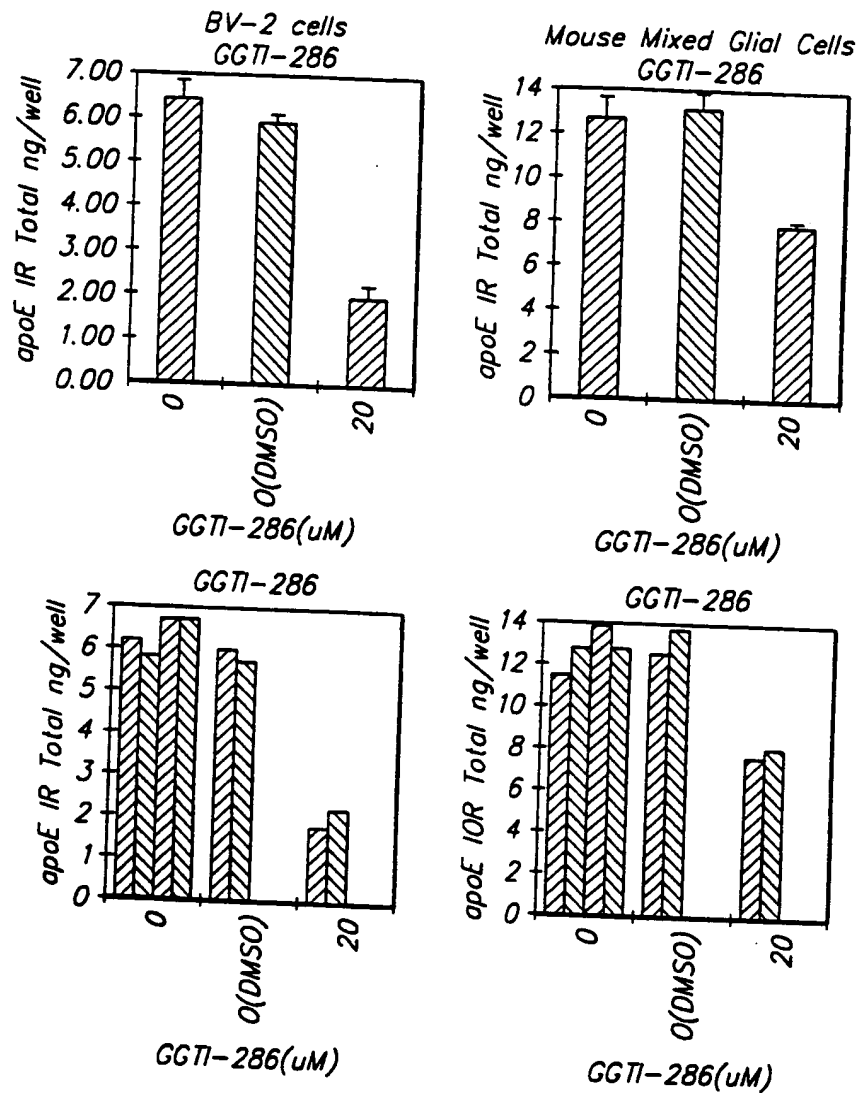 BV-2 cells
GGTI-286
apoE IR Total ng/well
7.00
6.00
5.00
4.00
3.00
2.00
1.00
0.00
0
0(DMSO)
20
GGTI-286(uM)
Mouse Mixed Glial Cells
GGTI-286
apoE IR Total ng/well
14
12
10
8
6
4
2
0
0
0(DMSO)
20
GGTI-286(uM)
GGTI-286
apoE IR Total ng/well
7
6
5
4
3
2
1
0
0
0(DMSO)
20
GGTI-286(uM)
GGTI-286
apoE IOR Total ng/well
14
12
10
8
6
4
2
0
0
0(DMSO)
20
GGTI-286(uM)